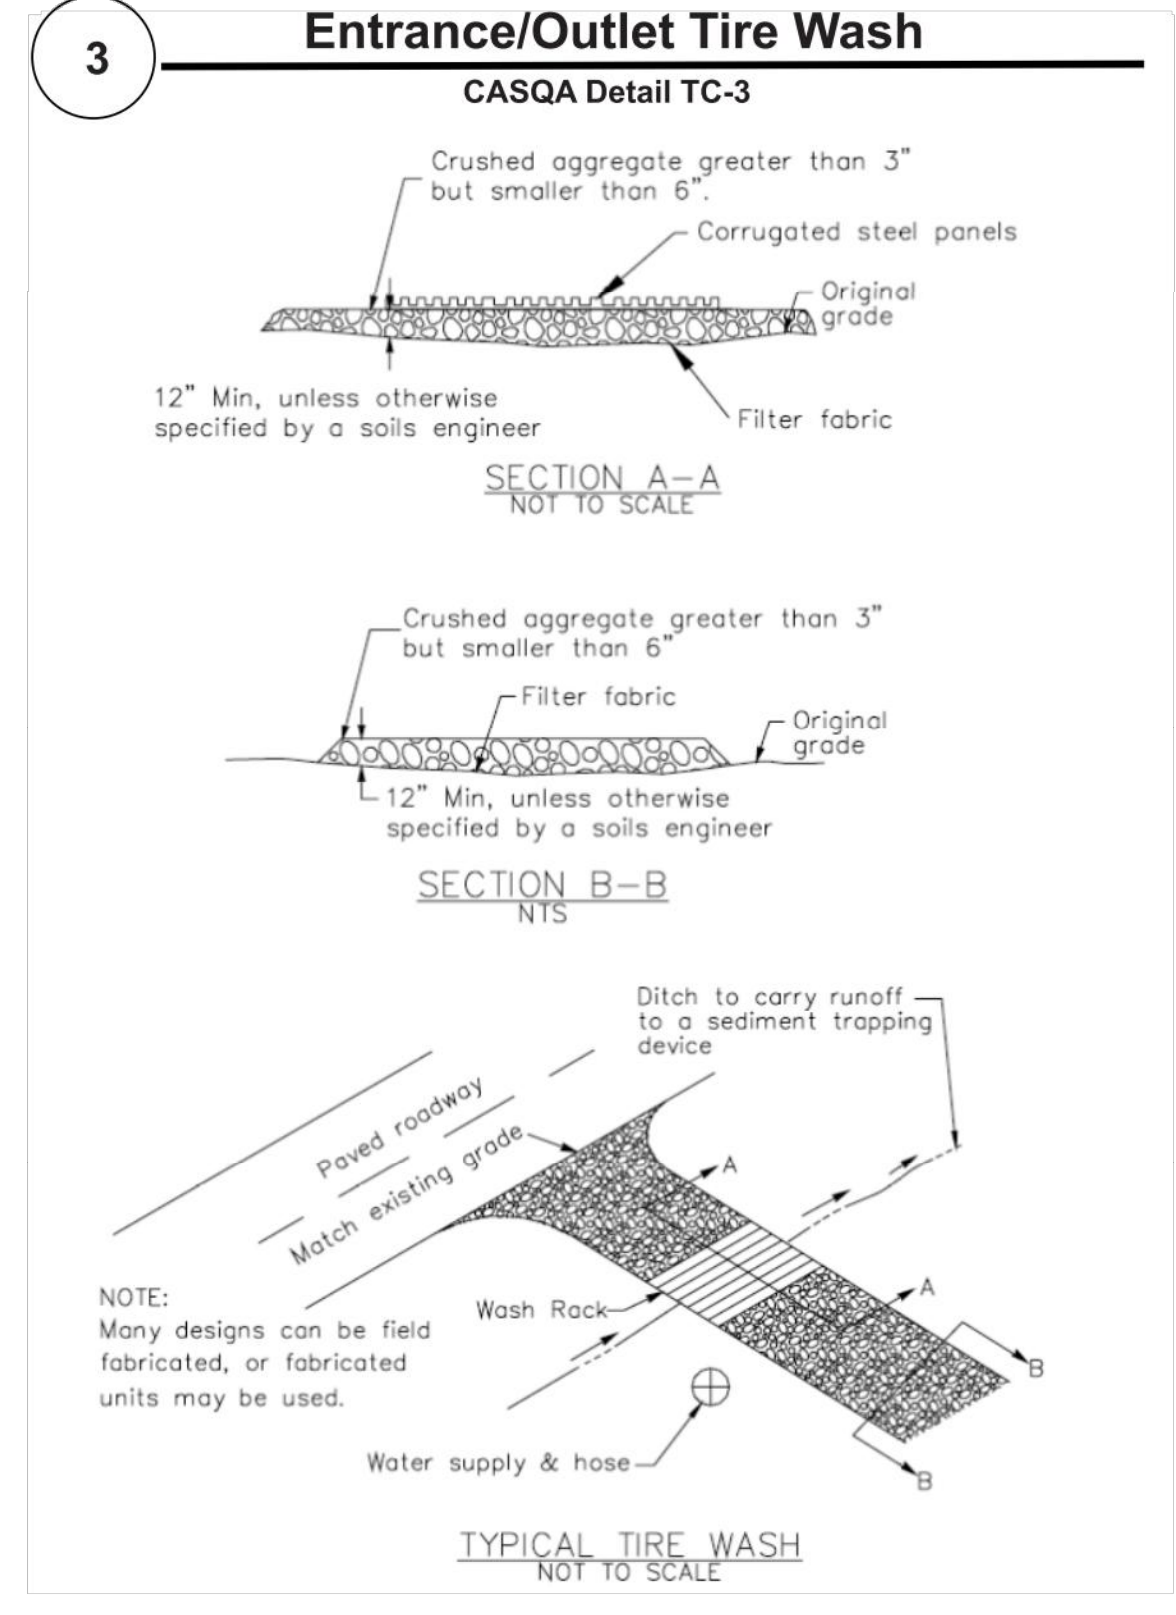 3
Entrance/Outlet Tire Wash
CASQA Detail TC-3
Crushed aggregate greater than 3"
but smaller than 6".
Corrugated steel panels
Original
grade
12" Min, unless otherwise
specified by a soils engineer
Filter fabric
SECTION A-A
NOT TO SCALE
Crushed aggregate greater than 3"
but smaller than 6"
Filter fabric
Original
grade
12" Min, unless otherwise
specified by a soils engineer
SECTION B-B
NTS
Ditch to carry runoff
to a sediment trapping
device
Paved roadway
Match existing grade
A
A
B
B
Wash Rack
NOTE:
Many designs can be field
fabricated, or fabricated
units may be used.
Water supply & hose
TYPICAL TIRE WASH
NOT TO SCALE